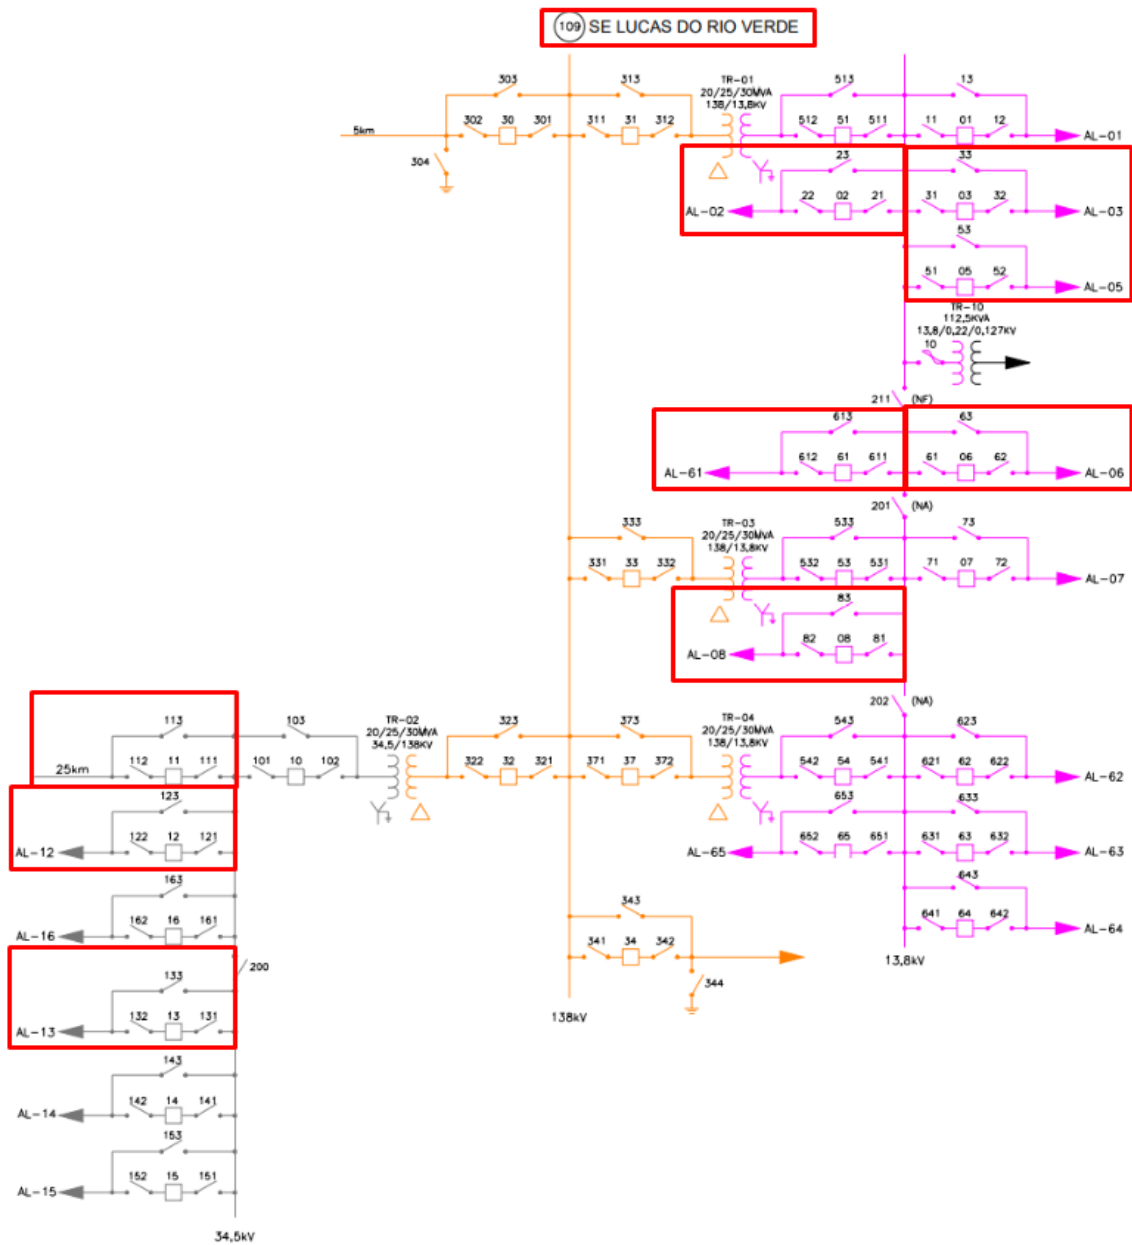 109 SE LUCAS DO RIO VERDE
303 313 TR-01 513 13
20/25/30MVA
138/13,8KV
5km 302 30 301 311 31 312 512 51 511 11 01 12 AL-01
304 23 33
AL-02 22 02 21 31 03 32 AL-03
53
51 05 52 AL-05
TR-10
112,5KVA
13,8/0,22/0,127KV
10
211 (NF)
613 63
AL-61 612 61 611 61 06 62 AL-06
201 (NA)
333 TR-03 533 73
20/25/30MVA
138/13,8KV
331 33 332 532 53 531 71 07 72 AL-07
83
AL-08 82 08 81
202 (NA)
113 103 TR-02 323 373 TR-04 543 623
20/25/30MVA 20/25/30MVA
34,5/138KV 138/13,8KV
25km 112 11 111 101 10 102 322 32 321 371 37 372 542 54 541 621 62 622 AL-62
123 653 633
AL-12 122 12 121 AL-65 652 65 651 631 63 632 AL-63
163 643
343 641 64 642 AL-64
AL-16 162 16 161
341 34 342 13,8kV
200
133 344
AL-13 132 13 131 138kV
143
AL-14 142 14 141
153
AL-15 152 15 151
34,5kV